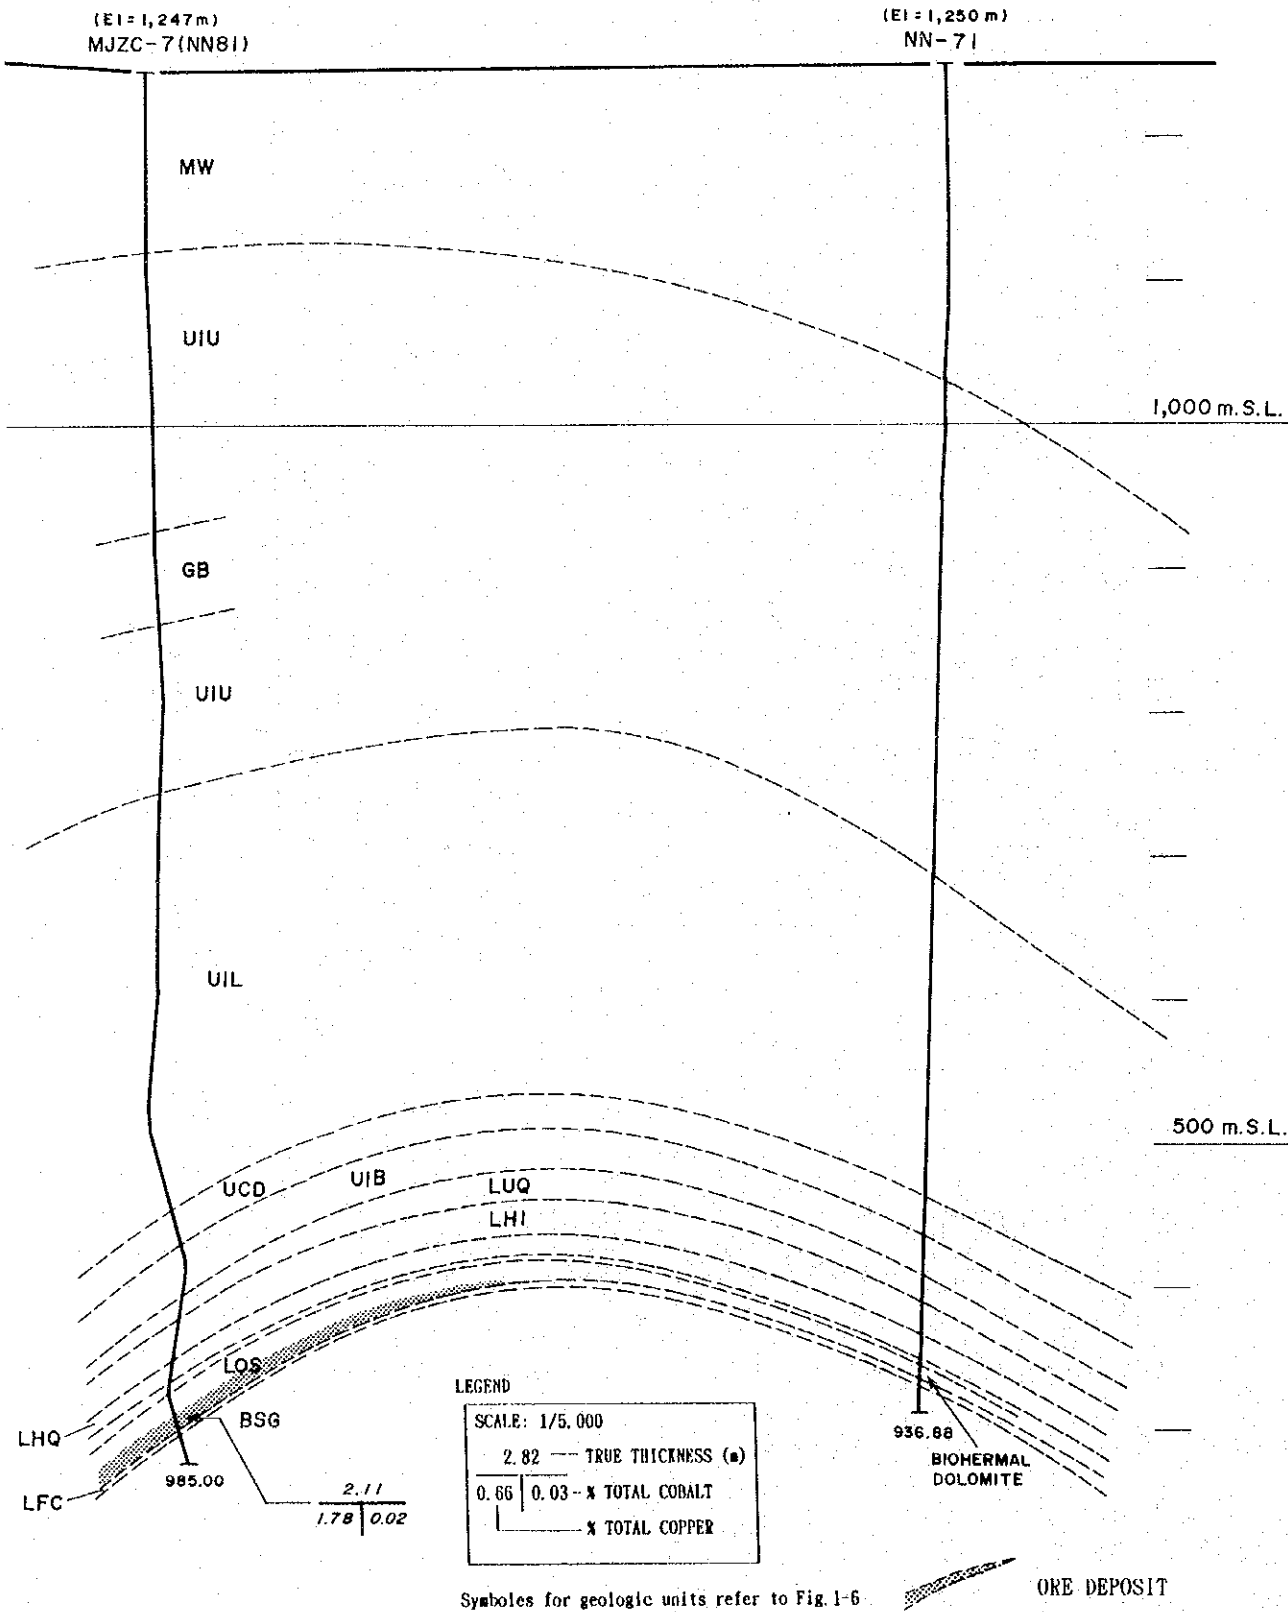 (El = 1,247 m)
MJZC-7(NN81)
(El = 1,250 m)
NN-71
MW
UIU
1,000 m.S.L.
GB
UIU
UIL
500 m.S.L.
UCD
UIB
LUQ
LHI
LOS
BSG
LHQ
LFC
985.00
2.11
1.78 0.02
936.88
BIOHERMAL
DOLOMITE
LEGEND
SCALE: 1/5,000
2.82 --- TRUE THICKNESS (m)
0.66 0.03 -- % TOTAL COBALT
% TOTAL COPPER
Symboles for geologic units refer to Fig. 1-6
ORE DEPOSIT